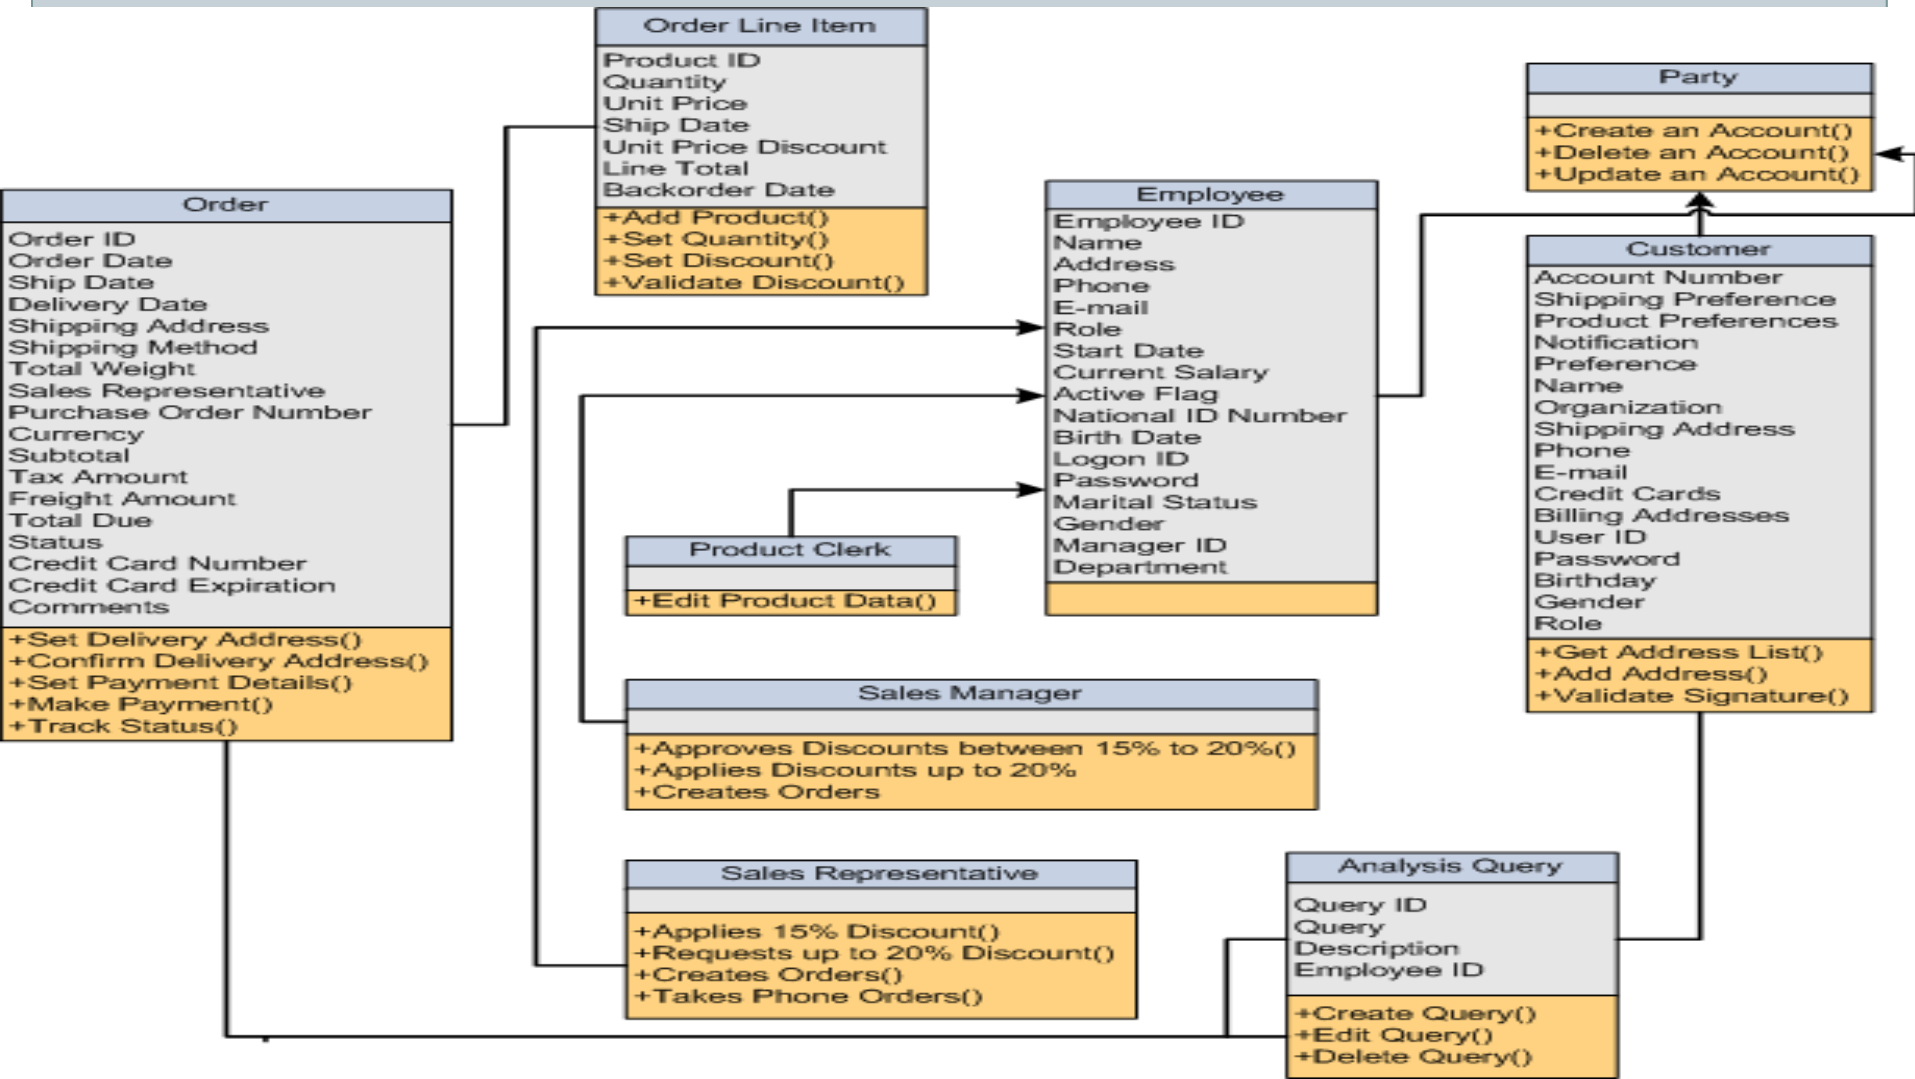 Order Line Item
Product ID
Quantity
Unit Price
Ship Date
Unit Price Discount
Line Total
Backorder Date
+Add Product()
+Set Quantity()
+Set Discount()
+Validate Discount()
Party
+Create an Account()
+Delete an Account()
+Update an Account()
Order
Order ID
Order Date
Ship Date
Delivery Date
Shipping Address
Shipping Method
Total Weight
Sales Representative
Purchase Order Number
Currency
Subtotal
Tax Amount
Freight Amount
Total Due
Status
Credit Card Number
Credit Card Expiration
Comments
+Set Delivery Address()
+Confirm Delivery Address()
+Set Payment Details()
+Make Payment()
+Track Status()
Employee
Employee ID
Name
Address
Phone
E-mail
Role
Start Date
Current Salary
Active Flag
National ID Number
Birth Date
Logon ID
Password
Marital Status
Gender
Manager ID
Department
Customer
Account Number
Shipping Preference
Product Preferences
Notification
Preference
Name
Organization
Shipping Address
Phone
E-mail
Credit Cards
Billing Addresses
User ID
Password
Birthday
Gender
Role
+Get Address List()
+Add Address()
+Validate Signature()
Product Clerk
+Edit Product Data()
Sales Manager
+Approves Discounts between 15% to 20%()
+Applies Discounts up to 20%
+Creates Orders
Sales Representative
+Applies 15% Discount()
+Requests up to 20% Discount()
+Creates Orders()
+Takes Phone Orders()
Analysis Query
Query ID
Query
Description
Employee ID
+Create Query()
+Edit Query()
+Delete Query()